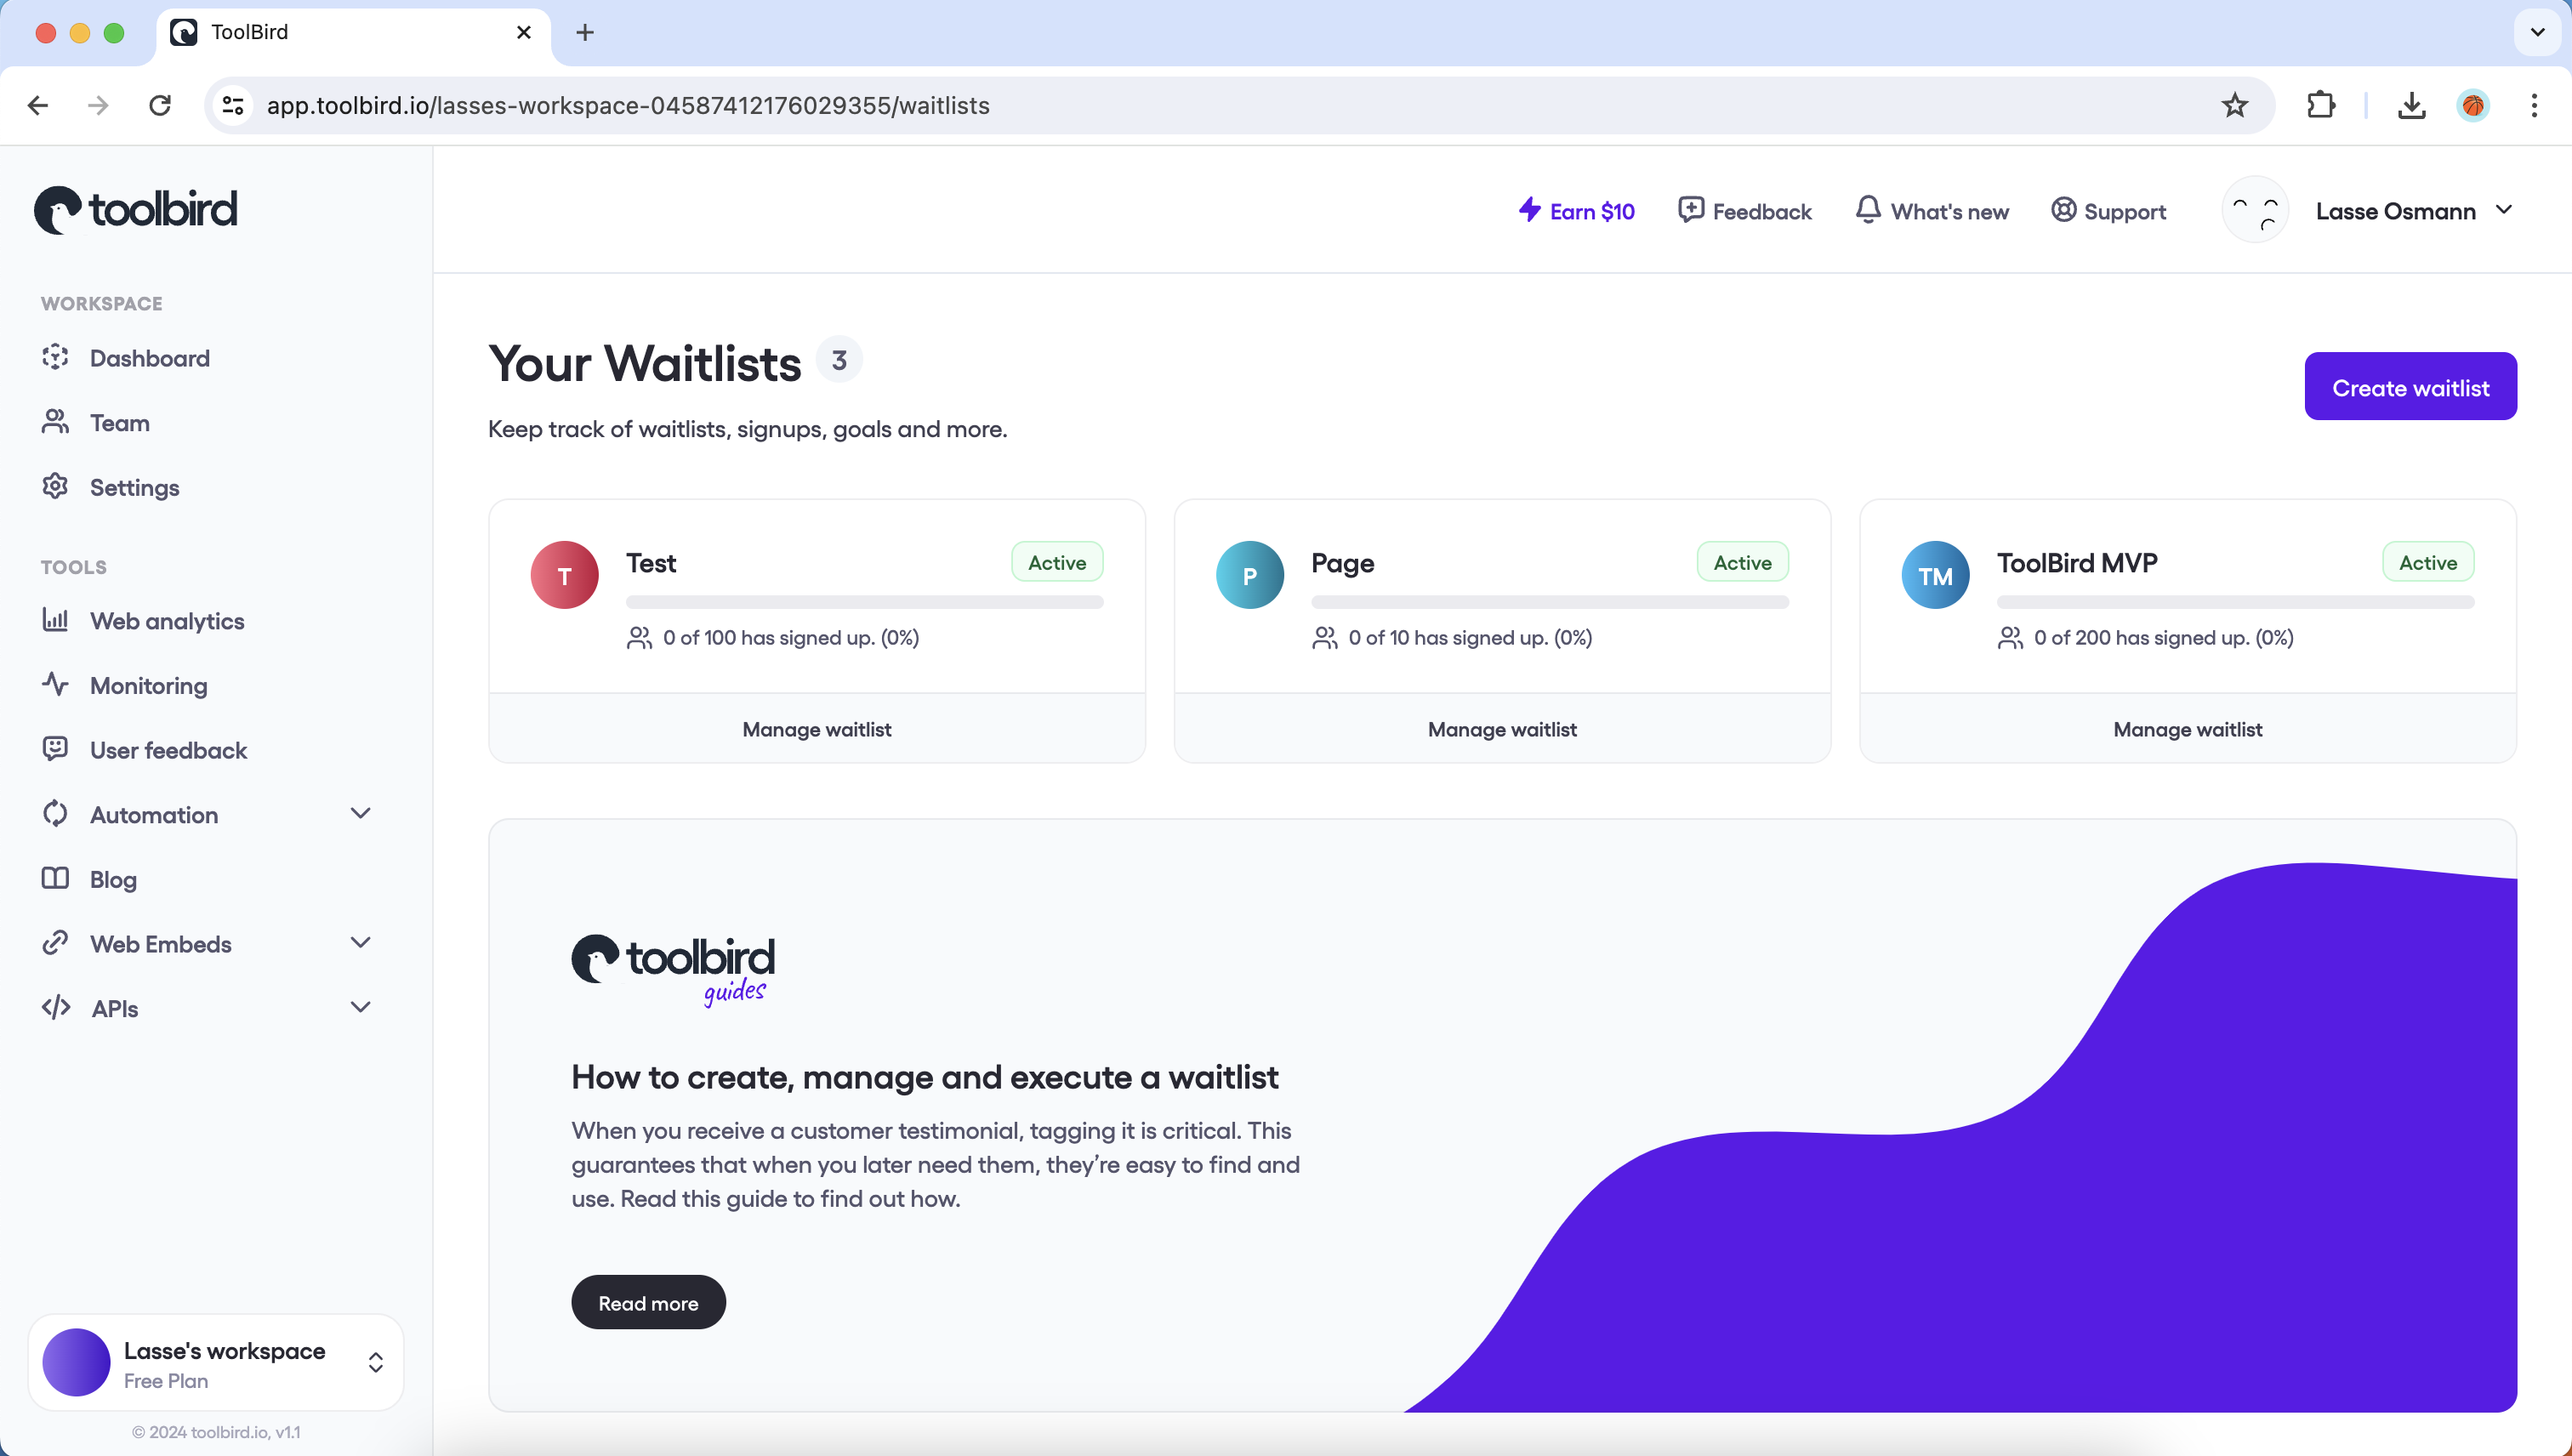 ToolBird
app.toolbird.io/lasses-workspace-04587412176029355/waitlists
toolbird
Earn $10
Feedback
What's new
Support
Lasse Osmann
WORKSPACE
Dashboard
Team
Settings
TOOLS
Web analytics
Monitoring
User feedback
Automation
Blog
Web Embeds
APIs
Lasse's workspace
Free Plan
© 2024 toolbird.io, v1.1
Your Waitlists 3
Keep track of waitlists, signups, goals and more.
Create waitlist
T
Test
Active
0 of 100 has signed up. (0%)
Manage waitlist
P
Page
Active
0 of 10 has signed up. (0%)
Manage waitlist
TM
ToolBird MVP
Active
0 of 200 has signed up. (0%)
Manage waitlist
toolbird
guides
How to create, manage and execute a waitlist
When you receive a customer testimonial, tagging it is critical. This
guarantees that when you later need them, they’re easy to find and
use. Read this guide to find out how.
Read more